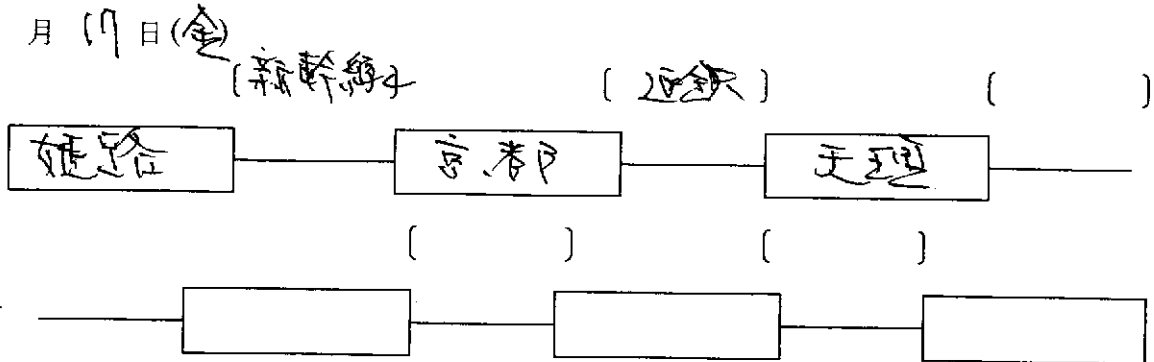 月 17 日(金)
〔新幹線〕 〔近鉄〕 〔 〕
姫路 京都 天理
〔 〕 〔 〕